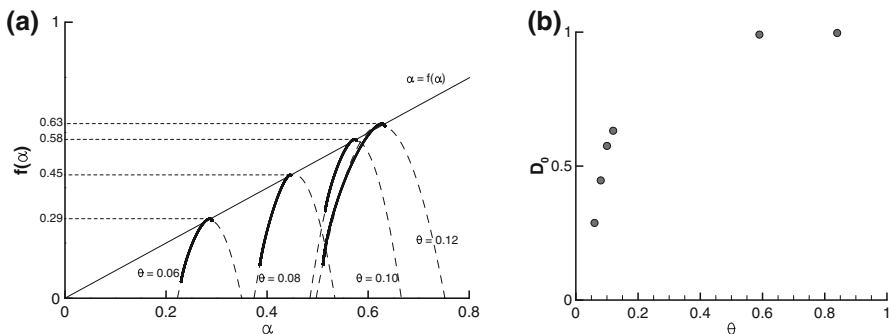 (a)
1
f(α)
α = f(α)
0.63
0.58
0.45
0.29
0
θ = 0.06
θ = 0.08
θ = 0.10
θ = 0.12
0 0.2 0.4 0.6 0.8
α
(b)
1
D₀
0.5
0
0 0.2 0.4 0.6 0.8 1
θ